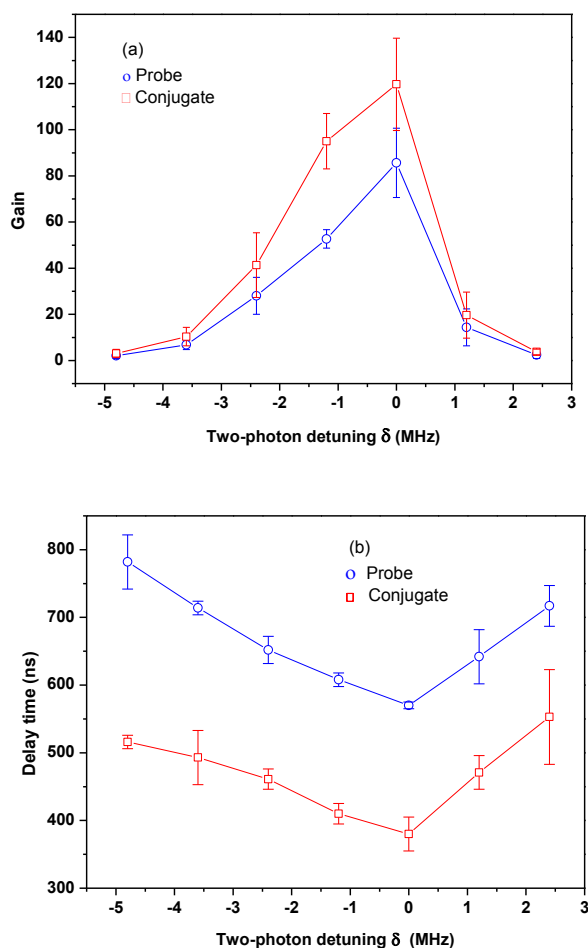 140
120
100
80
60
40
20
0
Gain
(a)
Probe
Conjugate
-5 -4 -3 -2 -1 0 1 2 3
Two-photon detuning δ (MHz)
800
700
600
500
400
300
Delay time (ns)
(b)
Probe
Conjugate
-5 -4 -3 -2 -1 0 1 2 3
Two-photon detuning δ (MHz)